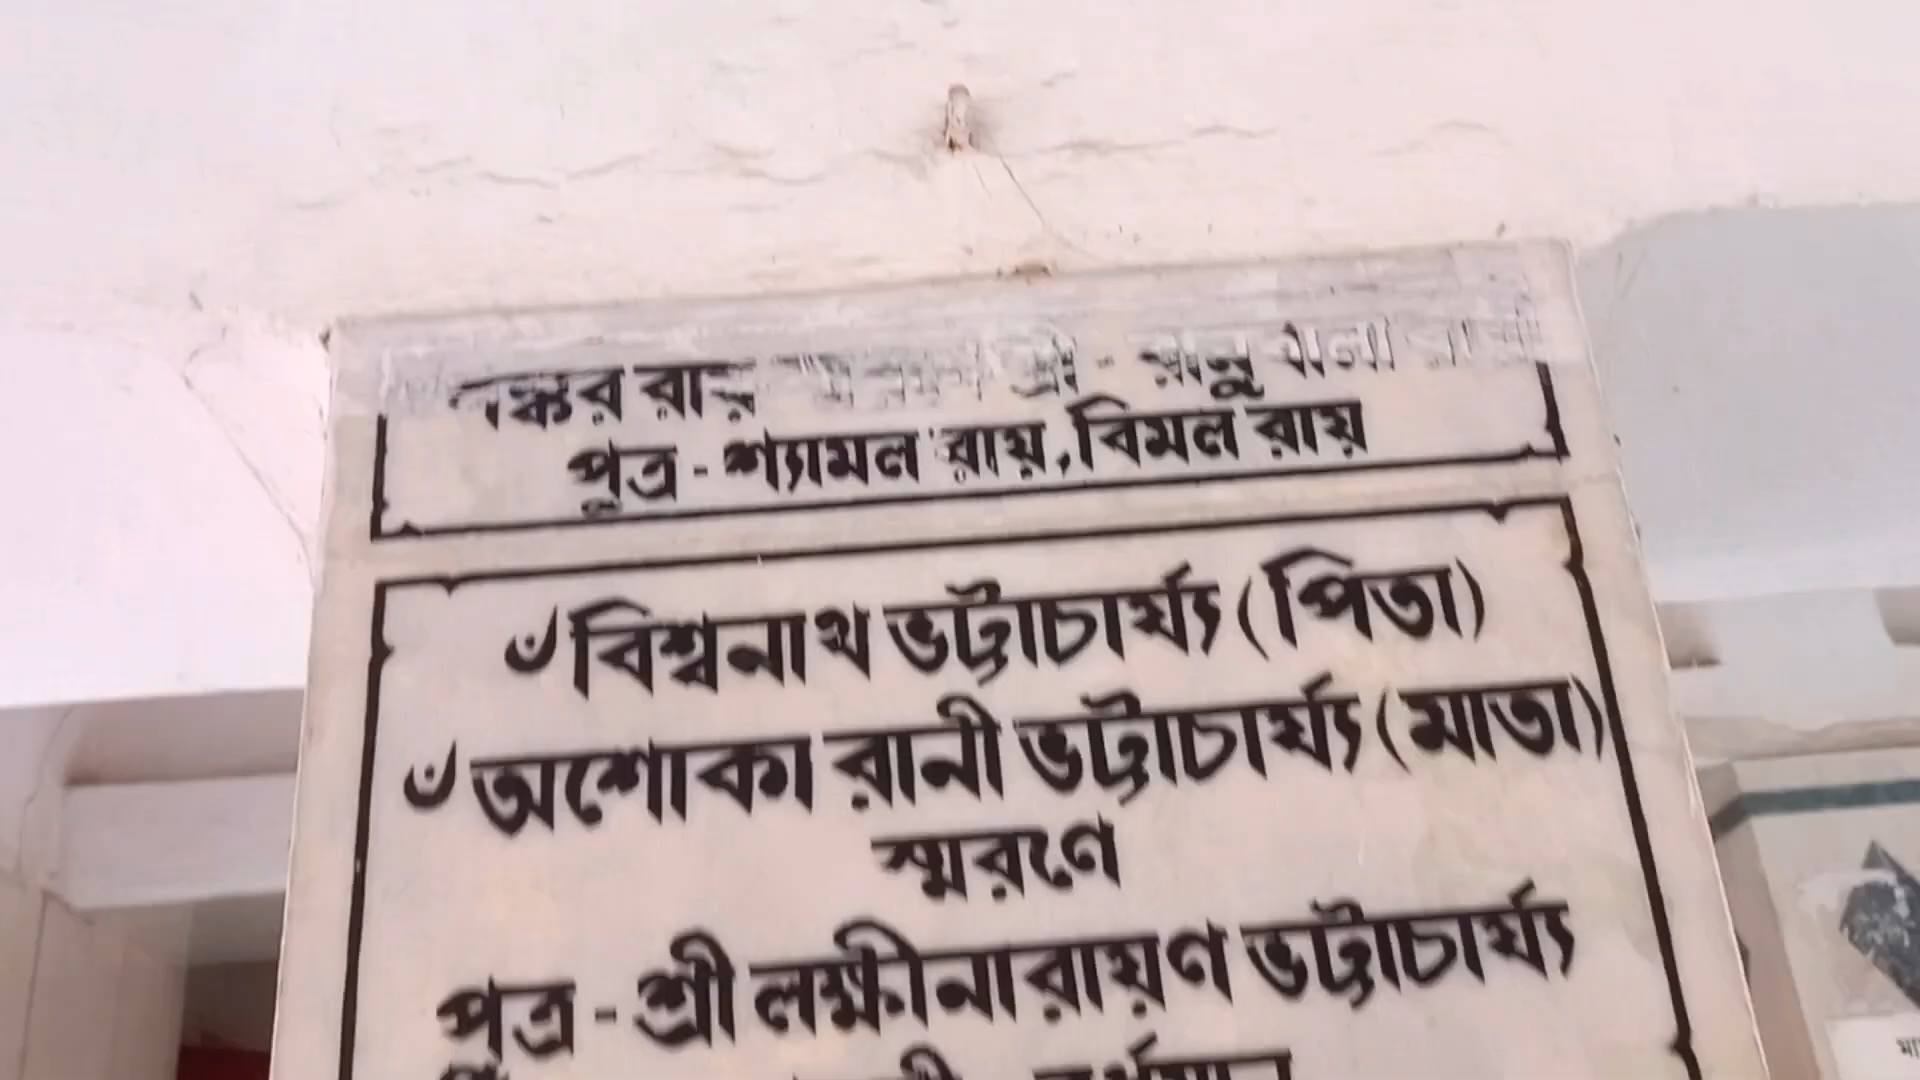 রায় স্ত্রী - রানু বালা রায়
পুত্র - শ্যামল রায়, বিমল রায়
ঁ বিশ্বনাথ ভট্টাচার্য্য (পিতা)
ঁ অশোকা রানী ভট্টাচার্য্য (মাতা)
স্মরণে
পুত্র - শ্রী লক্ষ্মীনারায়ণ ভট্টাচার্য্য